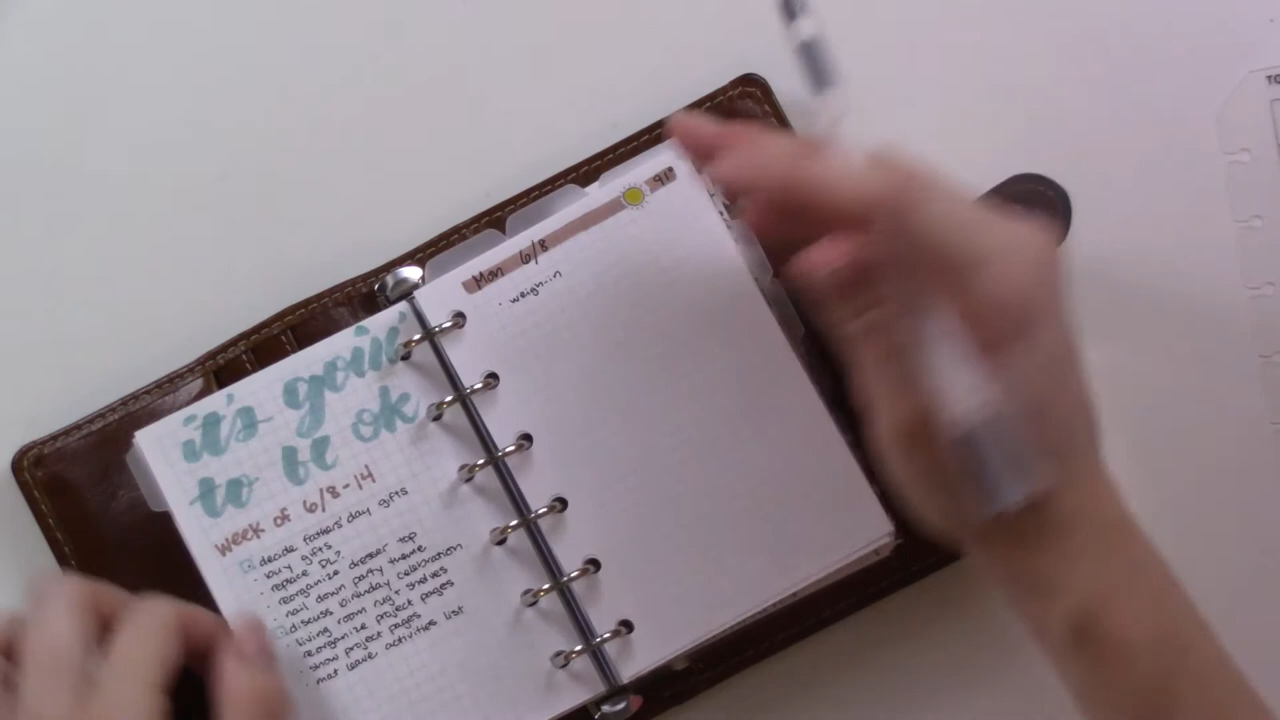 it's goin'
to be ok
week of 6/8-14
decide fathers' day gifts
· buy gifts
· replace DL?
· reorganize dresser top
· nail down party theme
discuss birthday celebration
· living room rug + shelves
· reorganize project pages
· show project pages
· mat leave activities list
Mon 6/8
91°
· weigh-in
TO